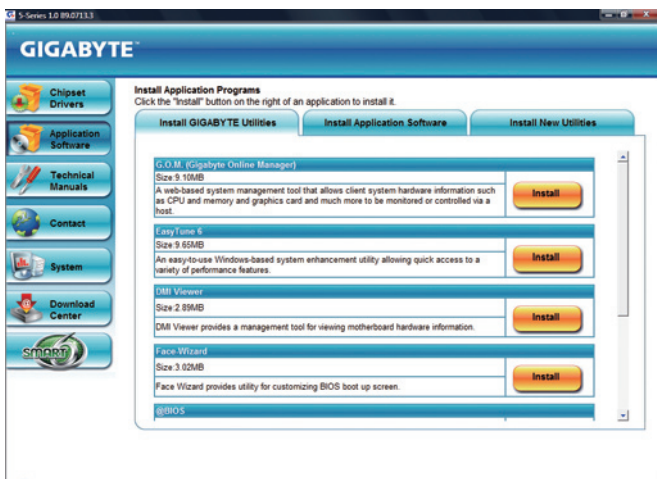 5-Series 1.0 B9.0713.3
GIGABYTE™
Chipset
Drivers
Application
Software
Technical
Manuals
Contact
System
Download
Center
SMART6
Install Application Programs
Click the "Install" button on the right of an application to install it.
Install GIGABYTE Utilities
Install Application Software
Install New Utilities
G.O.M. (Gigabyte Online Manager)
Size:9.10MB
A web-based system management tool that allows client system hardware information such
as CPU and memory and graphics card and much more to be monitored or controlled via a
host.
Install
EasyTune 6
Size:9.65MB
An easy-to-use Windows-based system enhancement utility allowing quick access to a
variety of performance features.
Install
DMI Viewer
Size:2.89MB
DMI Viewer provides a management tool for viewing motherboard hardware information.
Install
Face-Wizard
Size:3.02MB
Face Wizard provides utility for customizing BIOS boot up screen.
Install
@BIOS